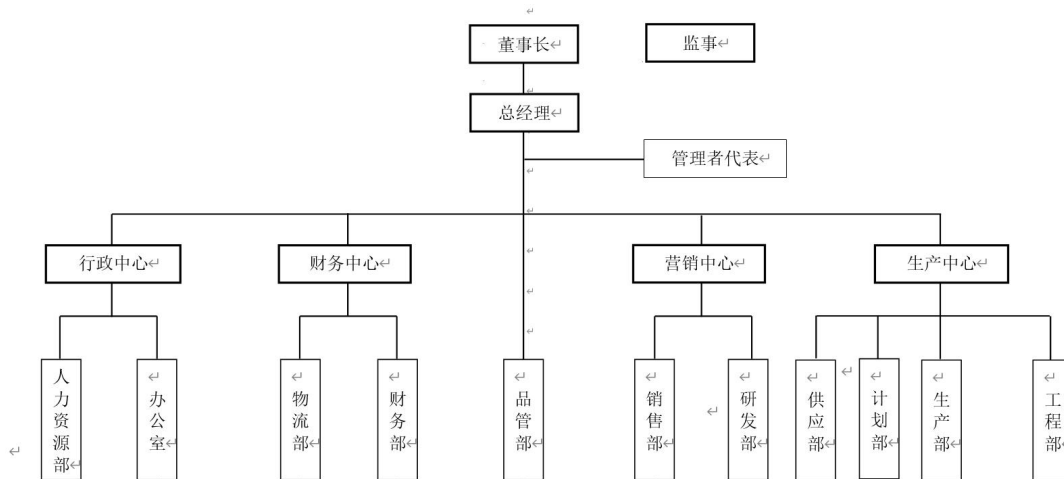 董事长
监事
总经理
管理者代表
行政中心
财务中心
营销中心
生产中心
人力资源部
办公室
物流部
财务部
品管部
销售部
研发部
供应部
计划部
生产部
工程部